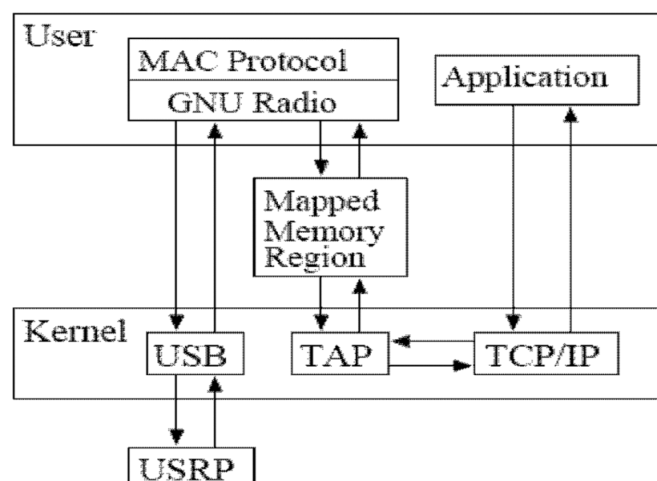 User
MAC Protocol
GNU Radio
Application
Mapped
Memory
Region
Kernel
USB
TAP
TCP/IP
USRP